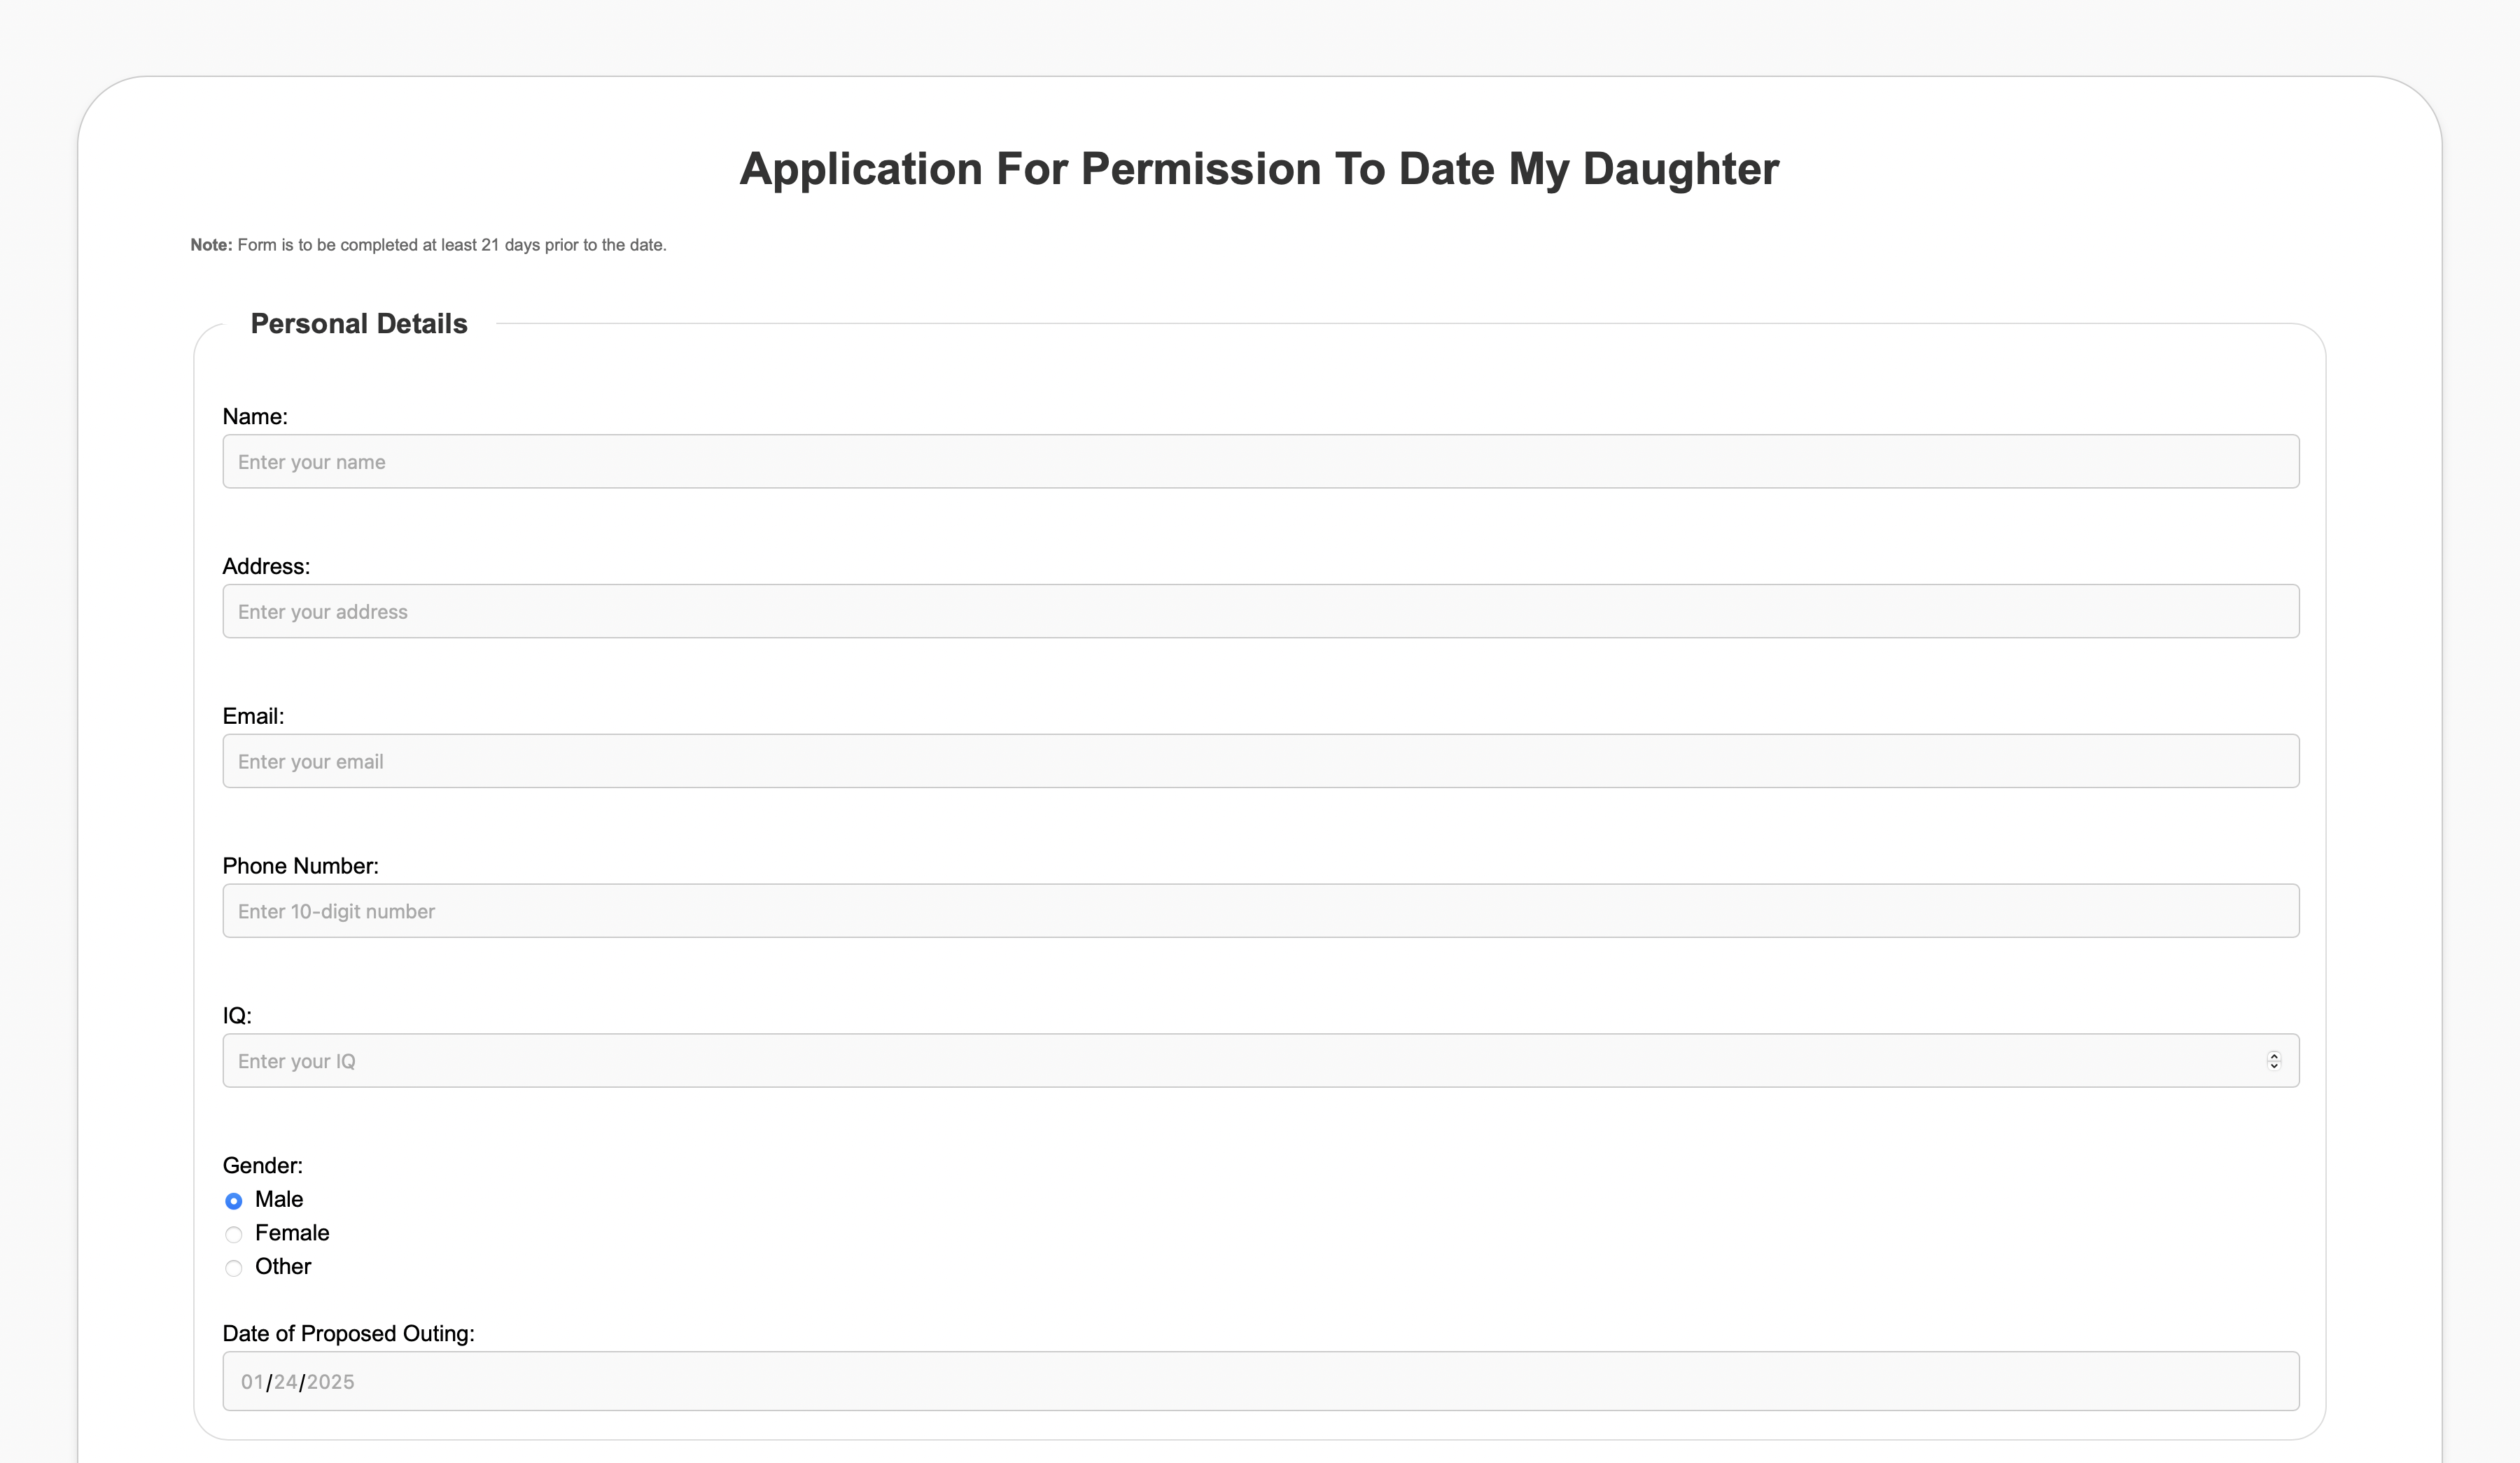 Application For Permission To Date My Daughter
Note: Form is to be completed at least 21 days prior to the date.
Personal Details
Name:
Enter your name
Address:
Enter your address
Email:
Enter your email
Phone Number:
Enter 10-digit number
IQ:
Enter your IQ
Gender:
Male
Female
Other
Date of Proposed Outing:
01/24/2025